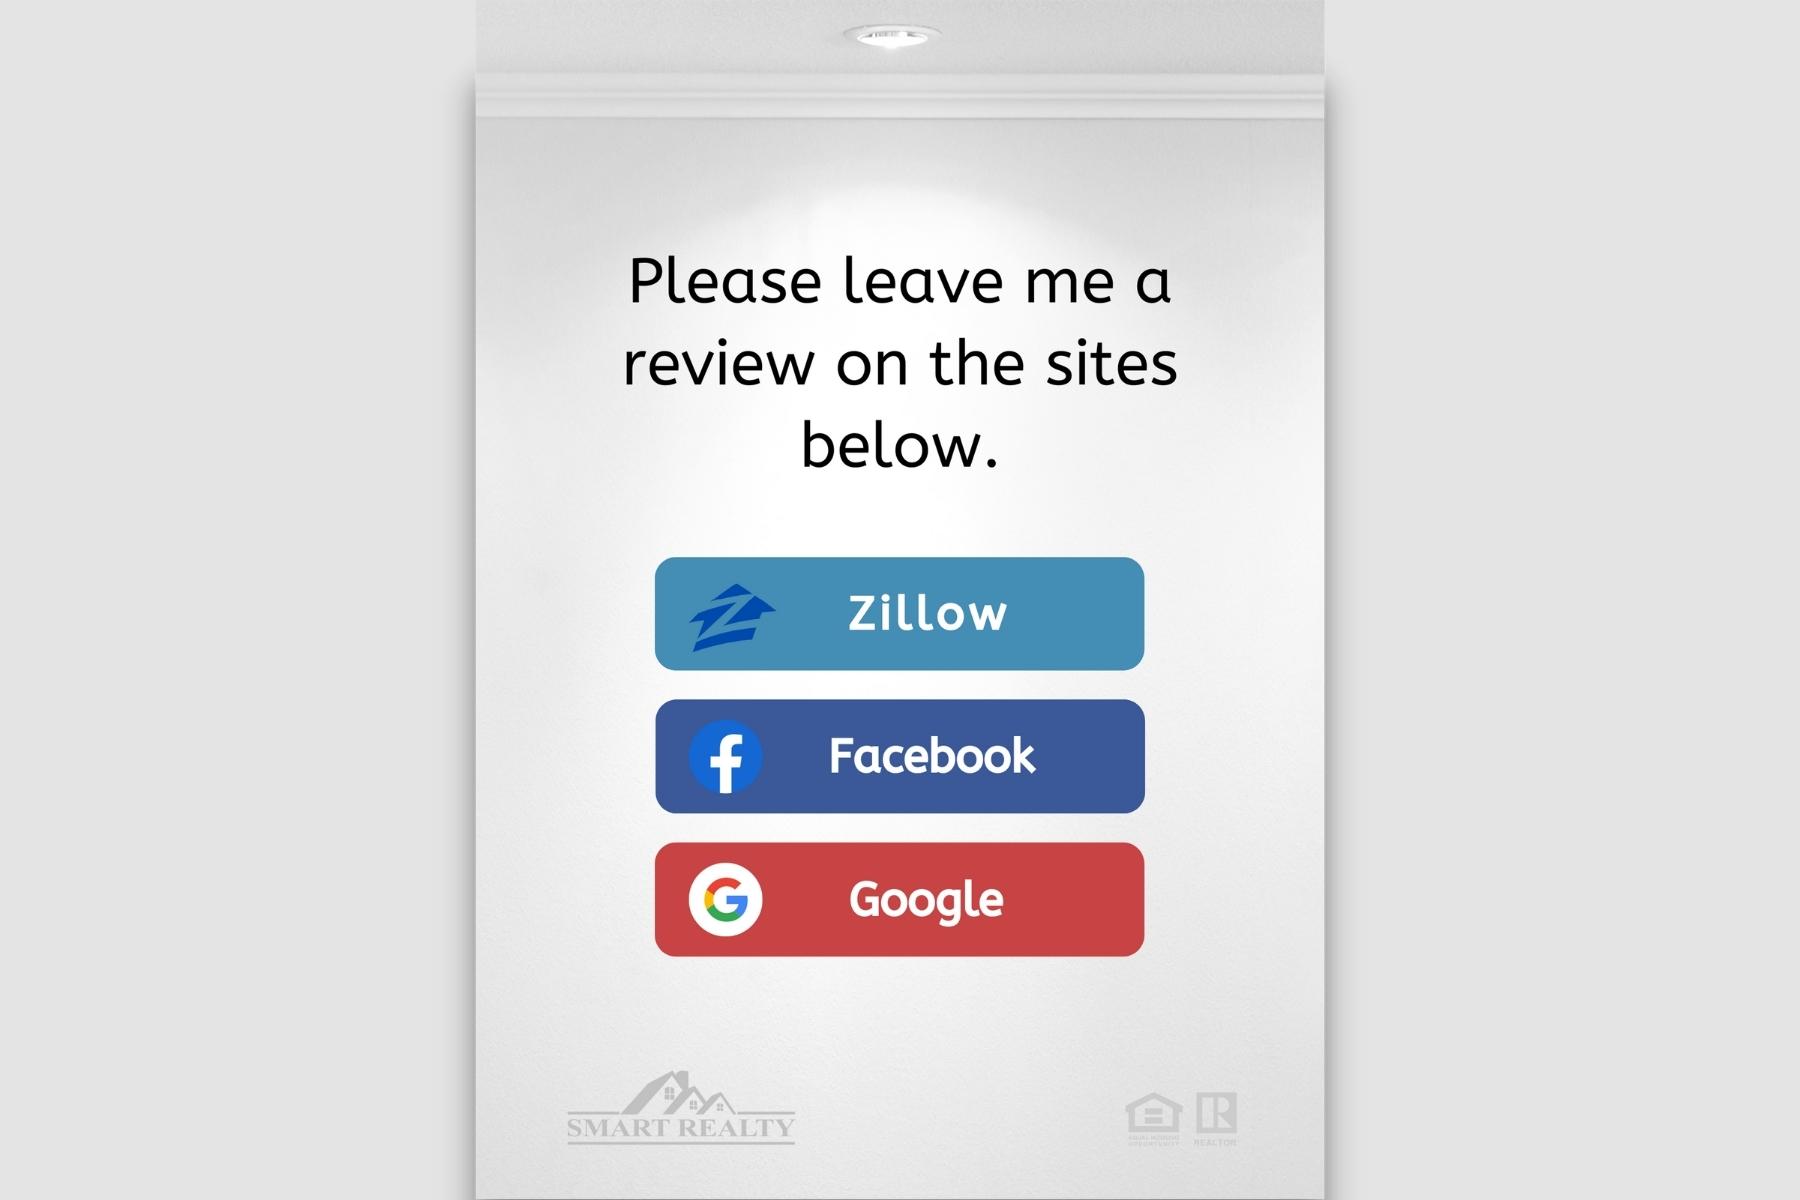 Please leave me a
review on the sites
below.
Zillow
Facebook
Google
SMART REALTY
EQUAL HOUSING
OPPORTUNITY
REALTOR